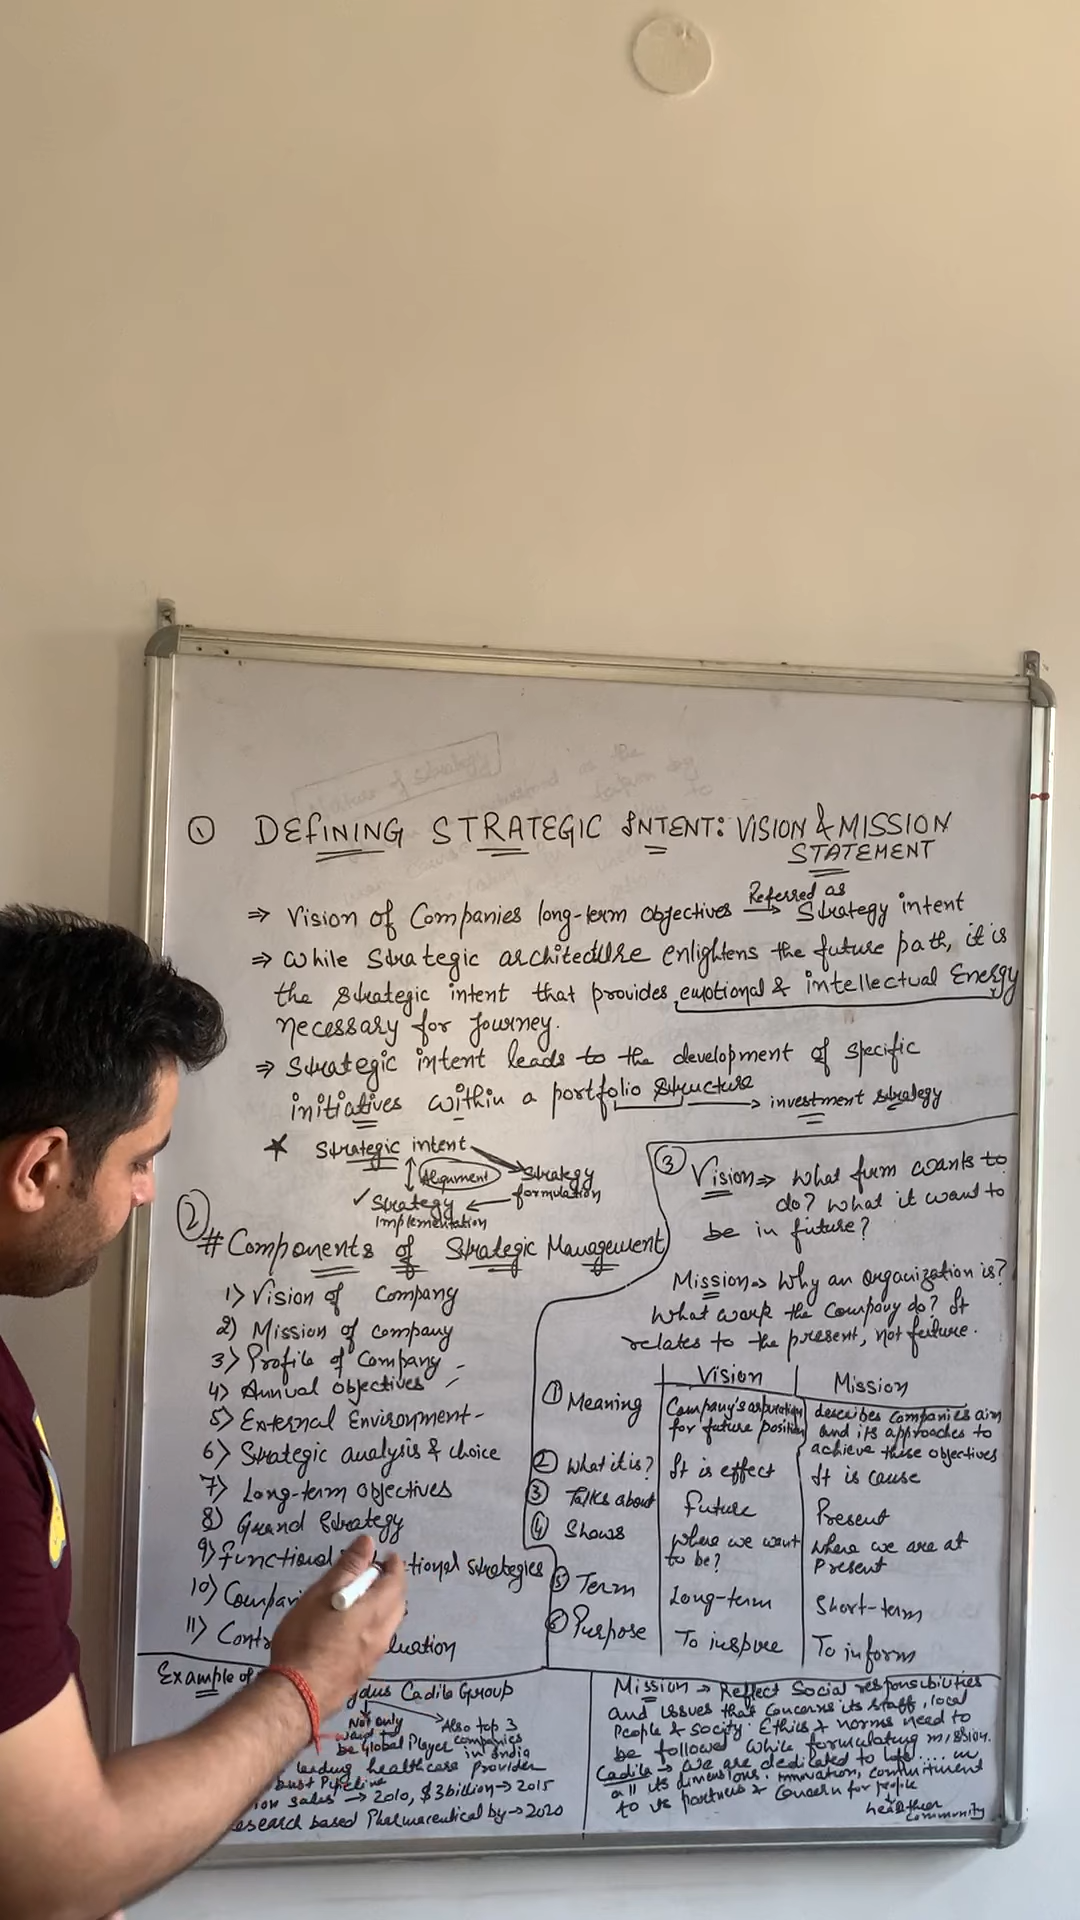 ① DEFINING STRATEGIC INTENT: VISION & MISSION
STATEMENT
⇒ Vision of Companies long-term objectives Referred as → Strategy intent
⇒ While Strategic architecture enlightens the future path, it is
the strategic intent that provides emotional & intellectual Energy
necessary for Journey.
⇒ Strategic intent leads to the development of specific
initiatives within a portfolio structure → investment strategy
★ Strategic intent
Alignment
Strategy
formulation
✓ Strategy
implementation
② # Components of Strategic Management
1) Vision of Company
2) Mission of Company
3) Profile of Company
4) Annual Objectives
5) External Environment
6) Strategic analysis & choice
7) Long-term Objectives
8) Grand Strategy
9) Functional strategies
10)
11)
③ Vision ⇒ What firm wants to
do? What it want to
be in future?
Mission ⇒ Why an organization is?
What work the company do? It
relates to the present, not future.
Vision | Mission
① Meaning | Company's aspiration for future position | describes companies aim and its approaches to achieve these objectives
② What it is? | It is effect | It is cause
③ Talks about | Future | Present
④ Shows | Where we want to be? | Where we are at Present
⑤ Term | Long-term | Short-term
⑥ Purpose | To inspire | To inform
Example of Cadila Group
Not only
want to
be Global Player
Also top 3
companies
in India
leading healthcare provider
Pipeline
sales → 2010, $3billion → 2015
research based Pharmaceutical by → 2020
Mission → Reflect Social responsibilities
and issues that concerns its staff, local
People & socity. Ethics & norms need to
be followed while formulating mission.
Cadila → We are dedicated to life .... in
all its dimensions. innovation, commitment
to its partners & concern for people
healthier
community